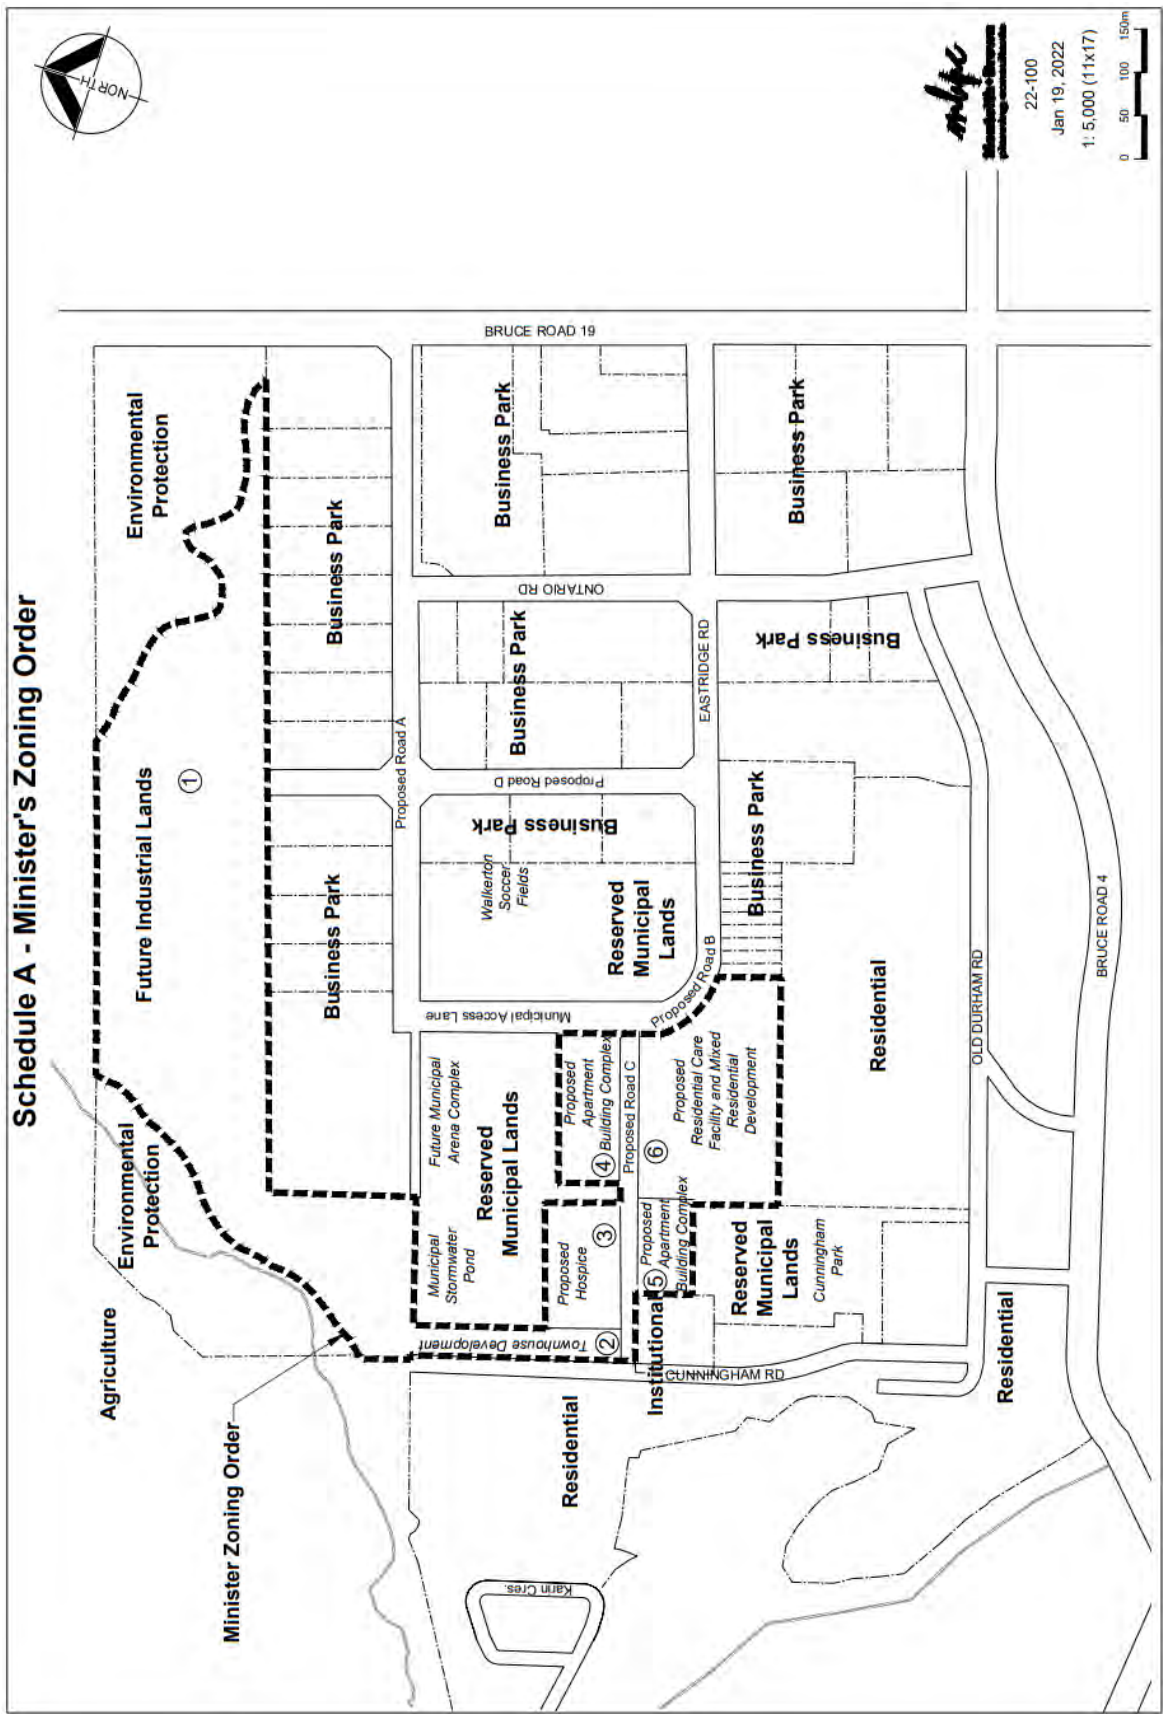 Schedule A - Minister's Zoning Order
NORTH
Agriculture
Environmental
Protection
Future Industrial Lands
1
Environmental
Protection
Minister Zoning Order
Business Park
Business Park
BRUCE ROAD 19
Proposed Road A
Municipal
Stormwater
Pond
Future Municipal
Arena Complex
Reserved
Municipal Lands
Municipal Access Lane
Walkerton
Soccer
Fields
Reserved
Municipal
Lands
Business Park
Proposed Road D
Business Park
ONTARIO RD
Business Park
Townhouse Development
2
Proposed
Hospice
3
Proposed
Apartment
Building Complex
4
Proposed Road C
Proposed Road B
EASTRIDGE RD
Residential
Karin Cres.
Institutional
5
Proposed
Apartment
Building Complex
6
Proposed
Residential Care
Facility and Mixed
Residential
Development
CUNNINGHAM RD
Reserved
Municipal
Lands
Cunningham
Park
Residential
Business Park
Business Park
Business Park
OLD DURHAM RD
Residential
BRUCE ROAD 4
mbpc
Monteith Brown
planning consultants
22-100
Jan 19, 2022
1: 5,000 (11x17)
0 50 100 150m